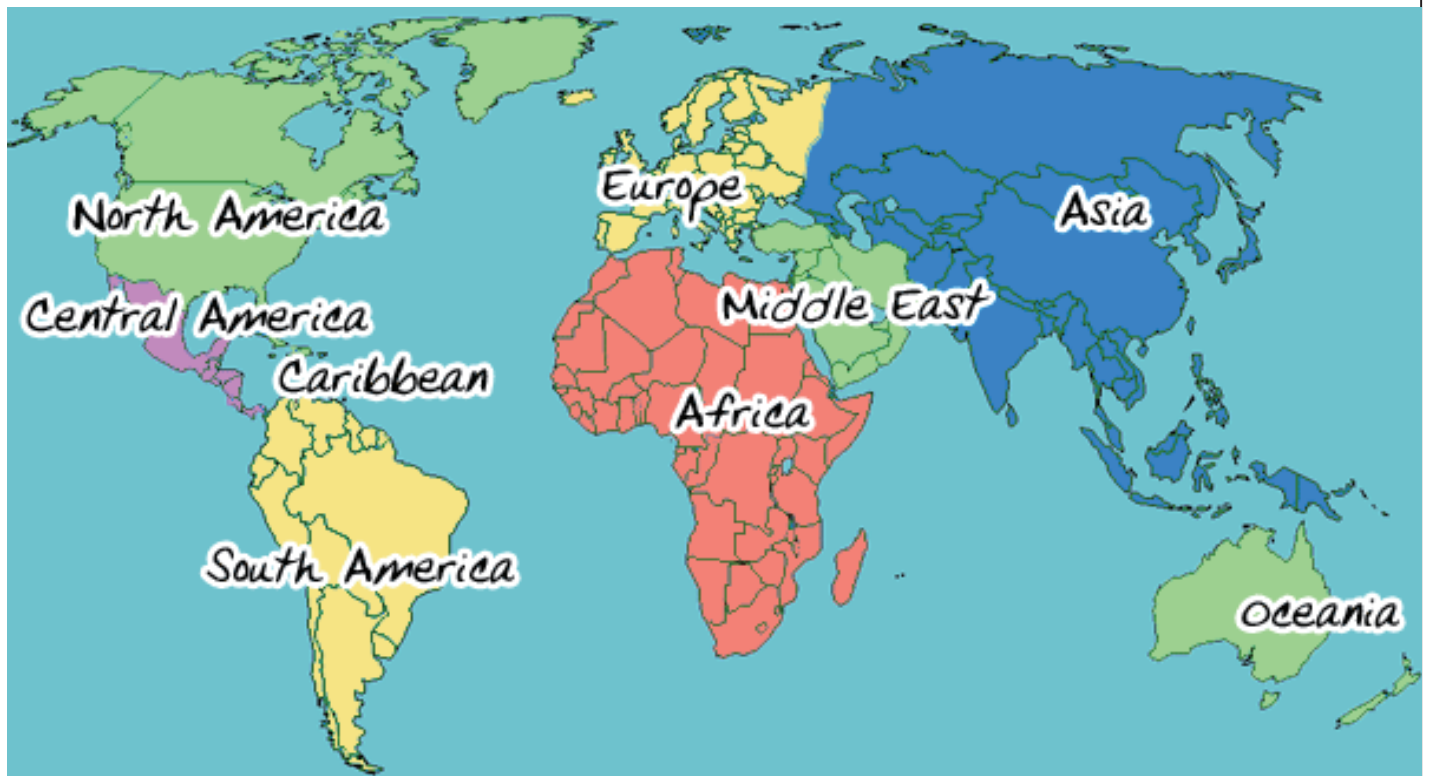 North America
Europe
Asia
Central America
Middle East
Caribbean
Africa
South America
Oceania